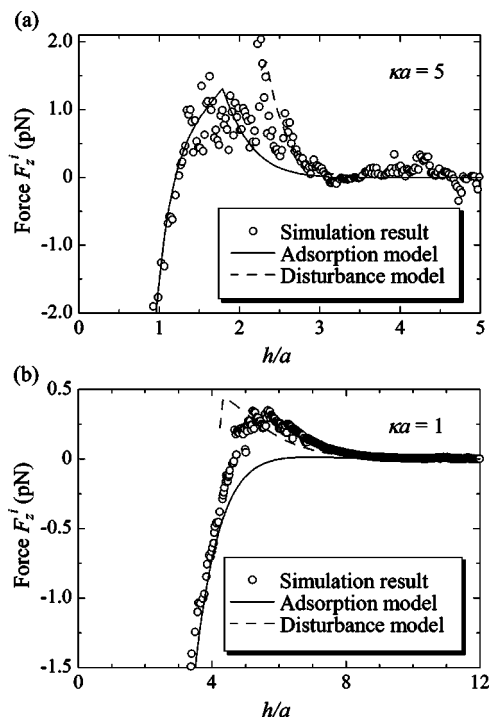 (a)
2.0
1.0
0
-1.0
-2.0
Force F_z^i (pN)
κa = 5
Simulation result
Adsorption model
Disturbance model
0 1 2 3 4 5
h/a
(b)
0.5
0
-0.5
-1.0
-1.5
Force F_z^i (pN)
κa = 1
Simulation result
Adsorption model
Disturbance model
0 4 8 12
h/a